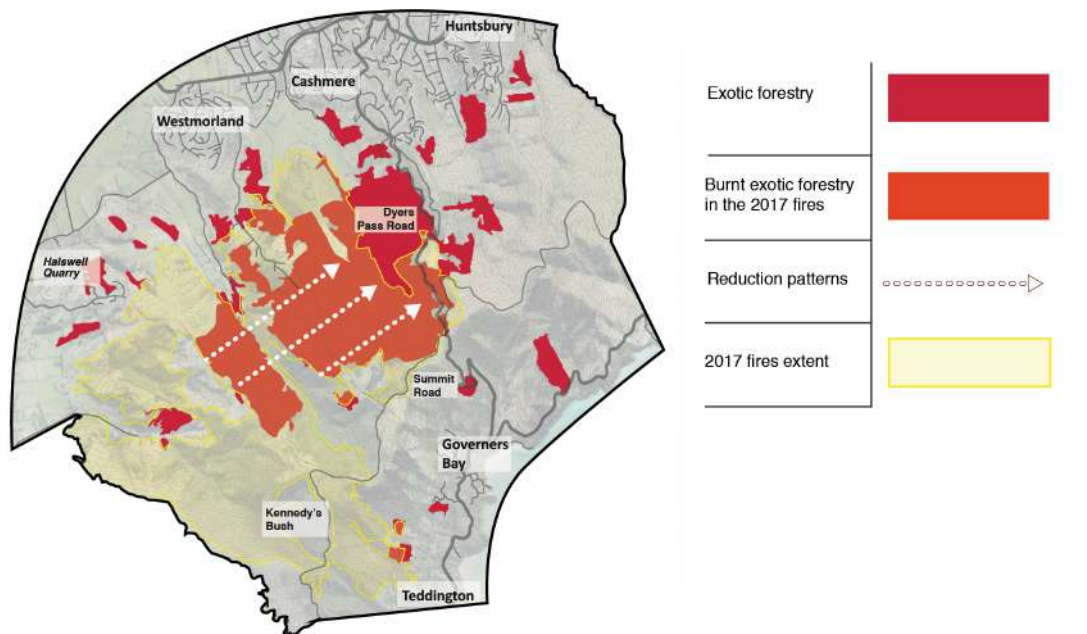 Huntsbury
Cashmere
Westmorland
Dyers
Pass Road
Halswell
Quarry
Summit
Road
Governers
Bay
Kennedy's
Bush
Teddington
Exotic forestry
Burnt exotic forestry
in the 2017 fires
Reduction patterns
2017 fires extent